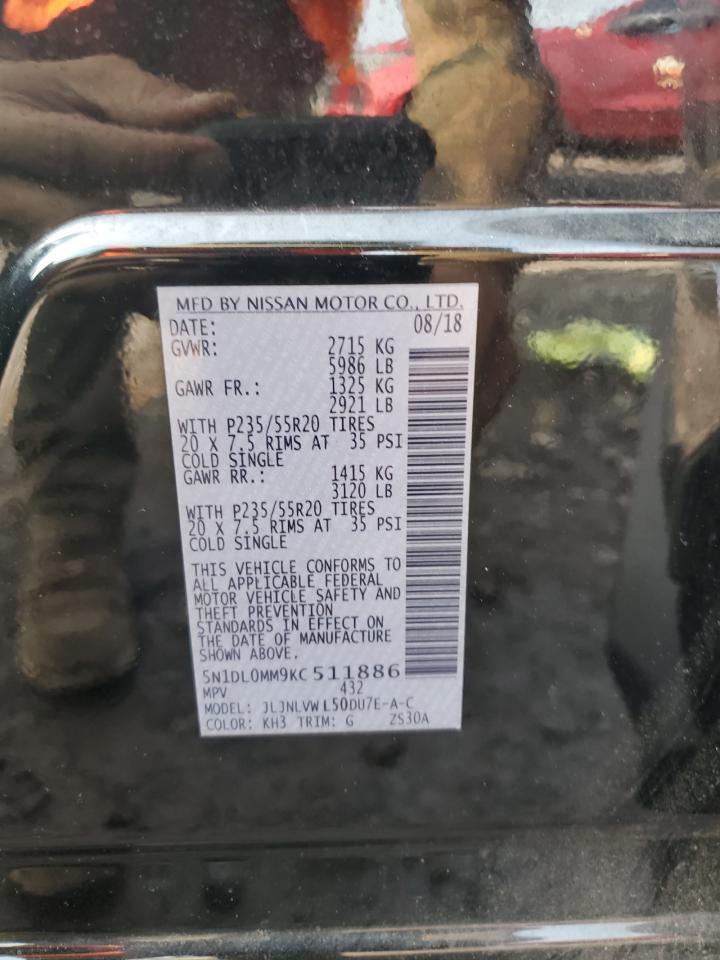 MFD BY NISSAN MOTOR CO., LTD.
DATE: 08/18
GVWR: 2715 KG
5986 LB
GAWR FR.: 1325 KG
2921 LB
WITH P235/55R20 TIRES
20 X 7.5 RIMS AT 35 PSI
COLD SINGLE
GAWR RR.: 1415 KG
3120 LB
WITH P235/55R20 TIRES
20 X 7.5 RIMS AT 35 PSI
COLD SINGLE
THIS VEHICLE CONFORMS TO
ALL APPLICABLE FEDERAL
MOTOR VEHICLE SAFETY AND
THEFT PREVENTION
STANDARDS IN EFFECT ON
THE DATE OF MANUFACTURE
SHOWN ABOVE.
5N1DL0MM9KC 511886
MPV 432
MODEL: JLJNLVW L50DU7E-A-C
COLOR: KH3 TRIM: G ZS30A